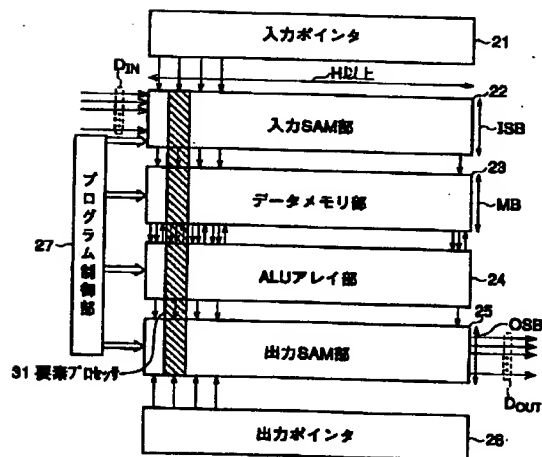 入力ポインタ
21
DIN
H以上
22
入力SAM部
ISB
23
データメモリ部
MB
27
プログラム制御部
ALUアレイ部
24
25
OSB
出力SAM部
31 要素プロセッサ
DOUT
出力ポインタ
26